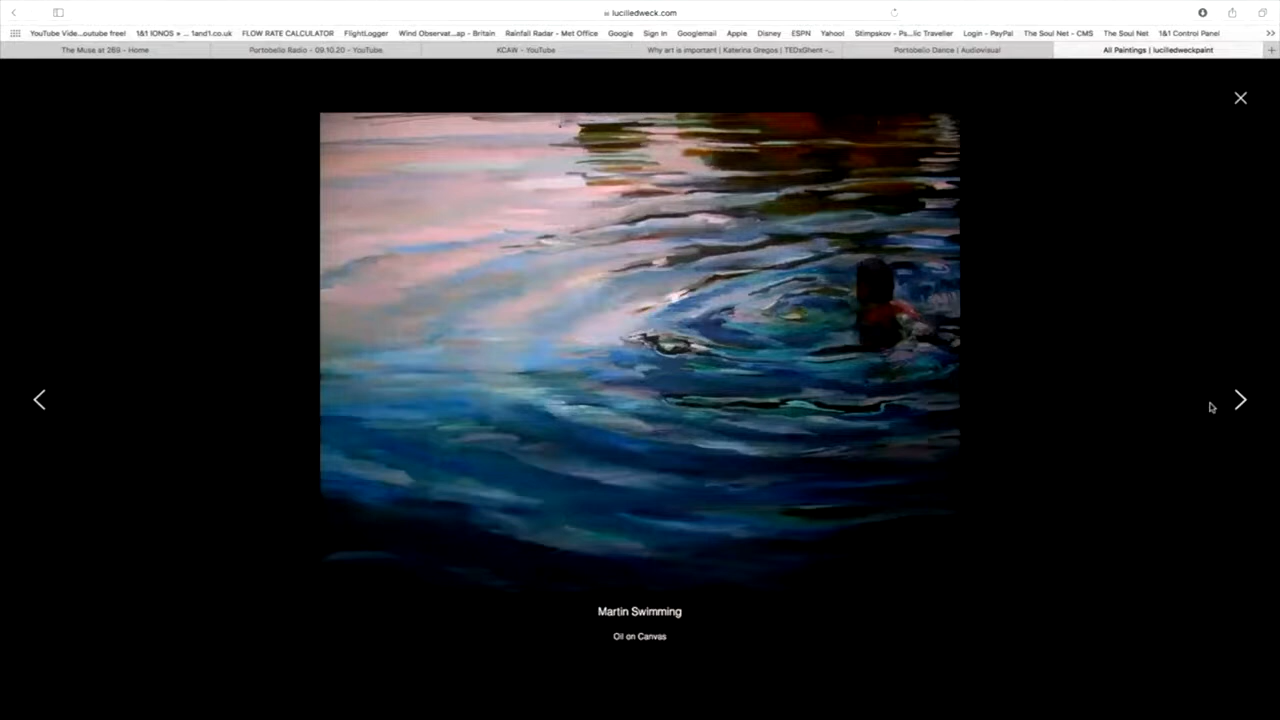 lucilledweck.com
YouTube Vide...outube free! 1&1 IONOS » ... 1and1.co.uk FLOW RATE CALCULATOR FlightLogger Wind Observat...ap - Britain Rainfall Radar - Met Office Google Sign In Googlemail Apple Disney ESPN Yahoo! Stimpskov - Ps...lic Traveller Login - PayPal The Soul Net - CMS The Soul Net 1&1 Control Panel
The Muse at 269 - Home Portobello Radio - 09.10.20 - YouTube KCAW - YouTube Why art is important | Katerina Gregos | TEDxGhent -... Portobello Dance | Audiovisual All Paintings | lucilledweckpaint
Martin Swimming
Oil on Canvas